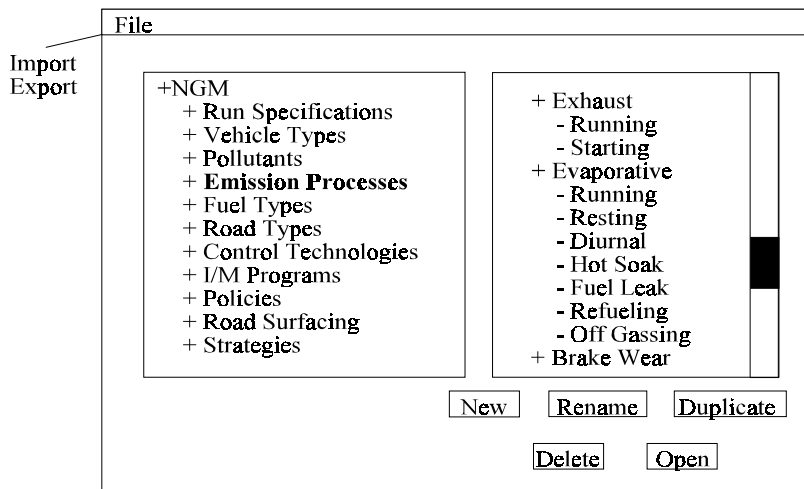 File
Import
Export
+NGM
+ Run Specifications
+ Vehicle Types
+ Pollutants
+ Emission Processes
+ Fuel Types
+ Road Types
+ Control Technologies
+ I/M Programs
+ Policies
+ Road Surfacing
+ Strategies
+ Exhaust
- Running
- Starting
+ Evaporative
- Running
- Resting
- Diurnal
- Hot Soak
- Fuel Leak
- Refueling
- Off Gassing
+ Brake Wear
New
Rename
Duplicate
Delete
Open